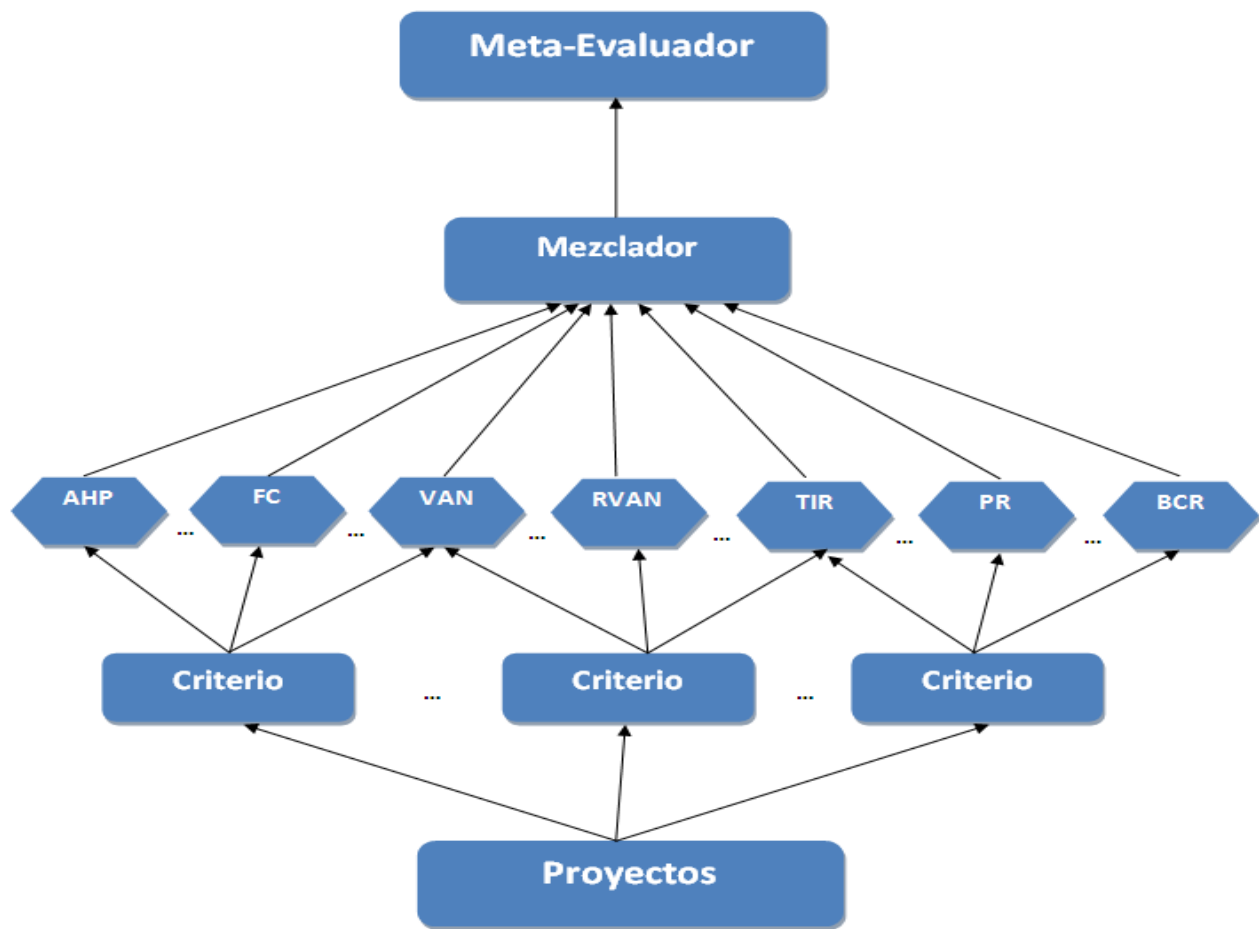 Meta-Evaluador
Mezclador
AHP ... FC ... VAN ... RVAN ... TIR ... PR ... BCR
Criterio ... Criterio ... Criterio
Proyectos